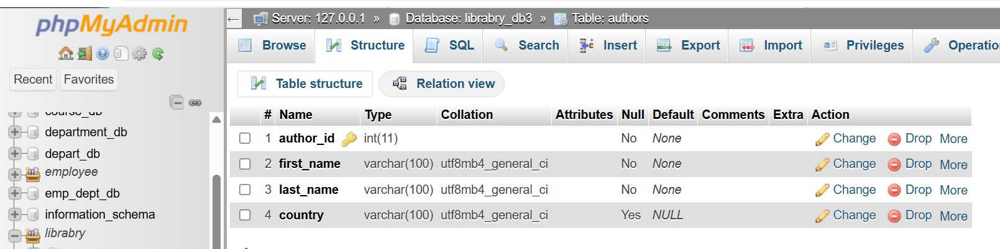 phpMyAdmin
Recent Favorites
course_db
department_db
depart_db
employee
emp_dept_db
information_schema
librabry
Server: 127.0.0.1 » Database: librabry_db3 » Table: authors
Browse Structure SQL Search Insert Export Import Privileges Operatio
Table structure Relation view
# Name Type Collation Attributes Null Default Comments Extra Action
1 author_id int(11) No None Change Drop More
2 first_name varchar(100) utf8mb4_general_ci No None Change Drop More
3 last_name varchar(100) utf8mb4_general_ci No None Change Drop More
4 country varchar(100) utf8mb4_general_ci Yes NULL Change Drop More